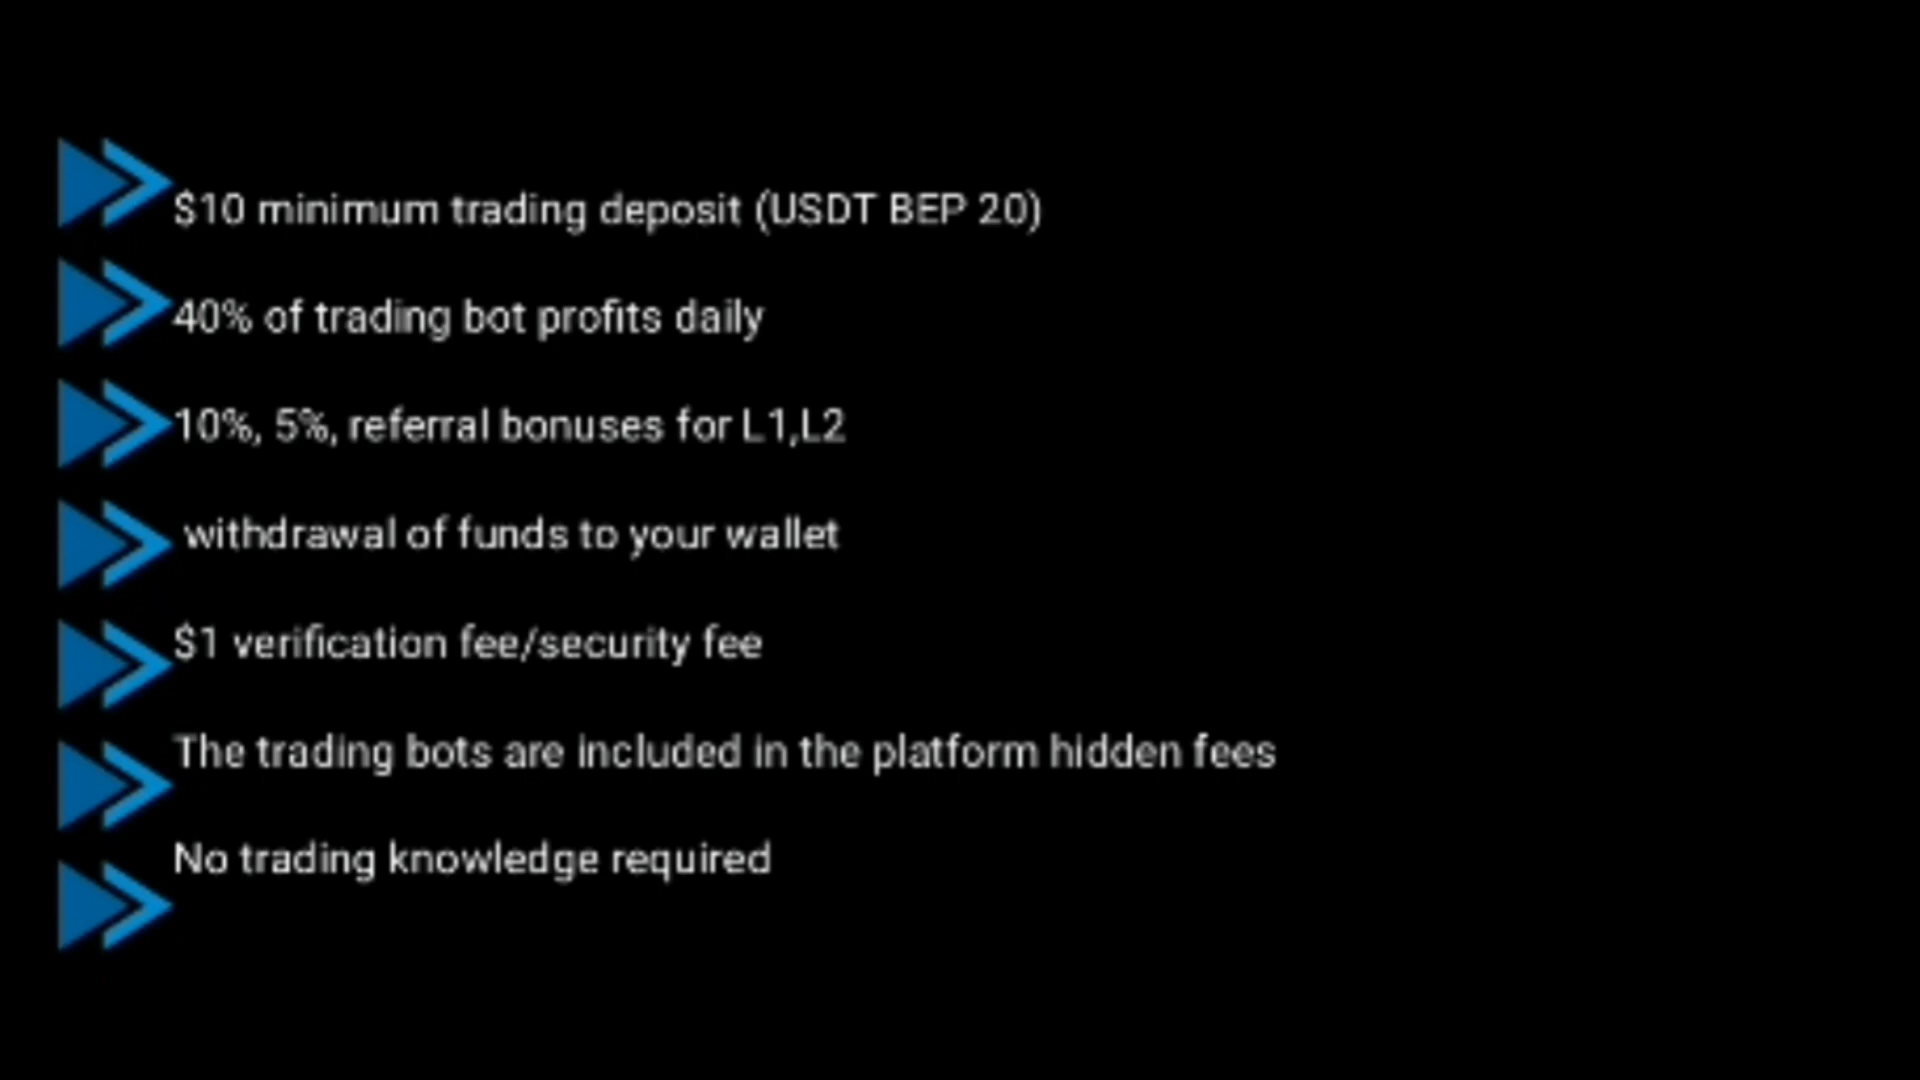 $10 minimum trading deposit (USDT BEP 20)
40% of trading bot profits daily
10%, 5%, referral bonuses for L1,L2
withdrawal of funds to your wallet
$1 verification fee/security fee
The trading bots are included in the platform hidden fees
No trading knowledge required